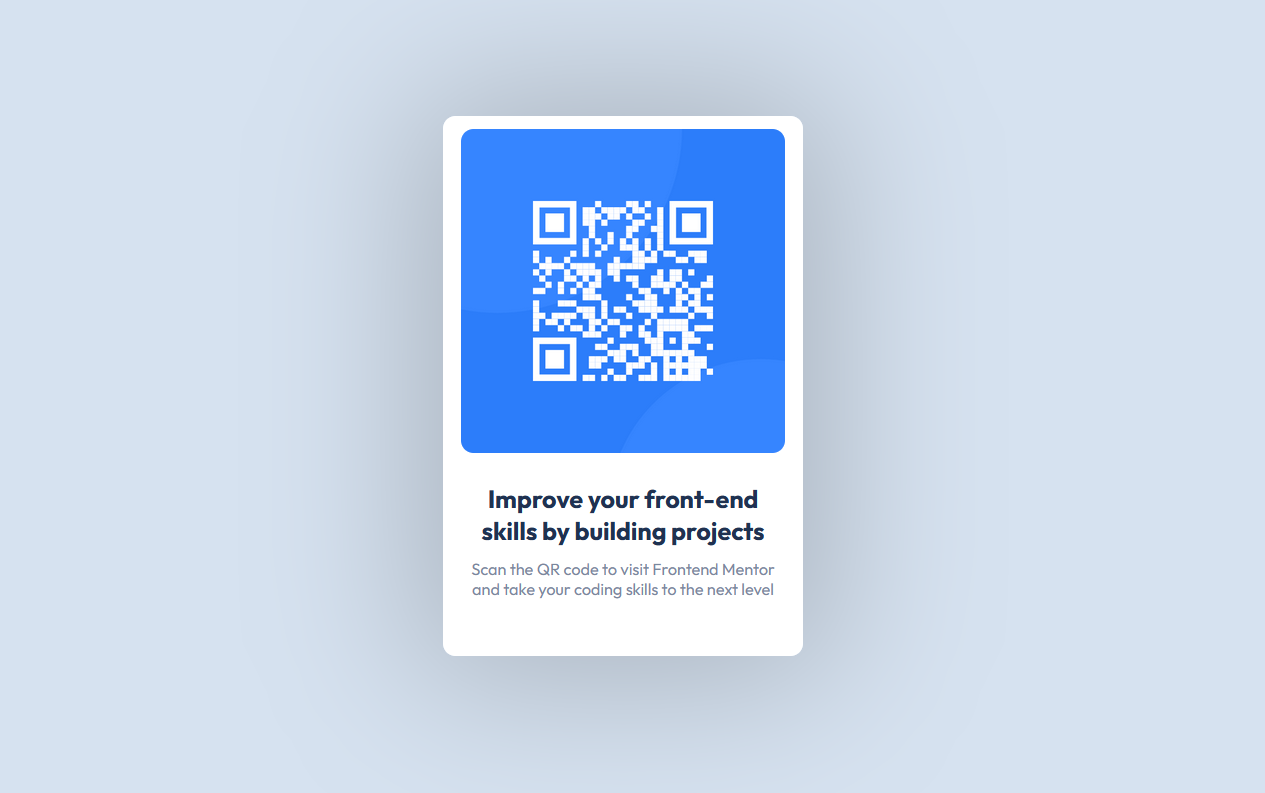 Improve your front-end
skills by building projects
Scan the QR code to visit Frontend Mentor
and take your coding skills to the next level